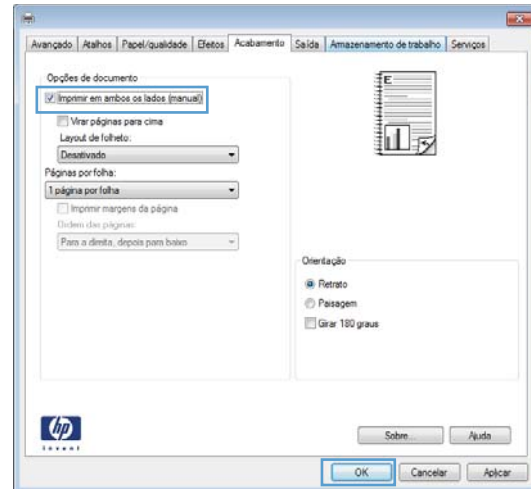 Avançado Atalhos Papel/qualidade Efeitos Acabamento Saída Armazenamento de trabalho Serviços
Opções de documento
Imprimir em ambos os lados (manual)
Virar páginas para cima
Layout de folheto:
Desativado
Páginas por folha:
1 página por folha
Imprimir margens da página
Ordem das páginas:
Para a direita, depois para baixo
E
Orientação
Retrato
Paisagem
Girar 180 graus
hp
invent
Sobre... Ajuda
OK Cancelar Aplicar